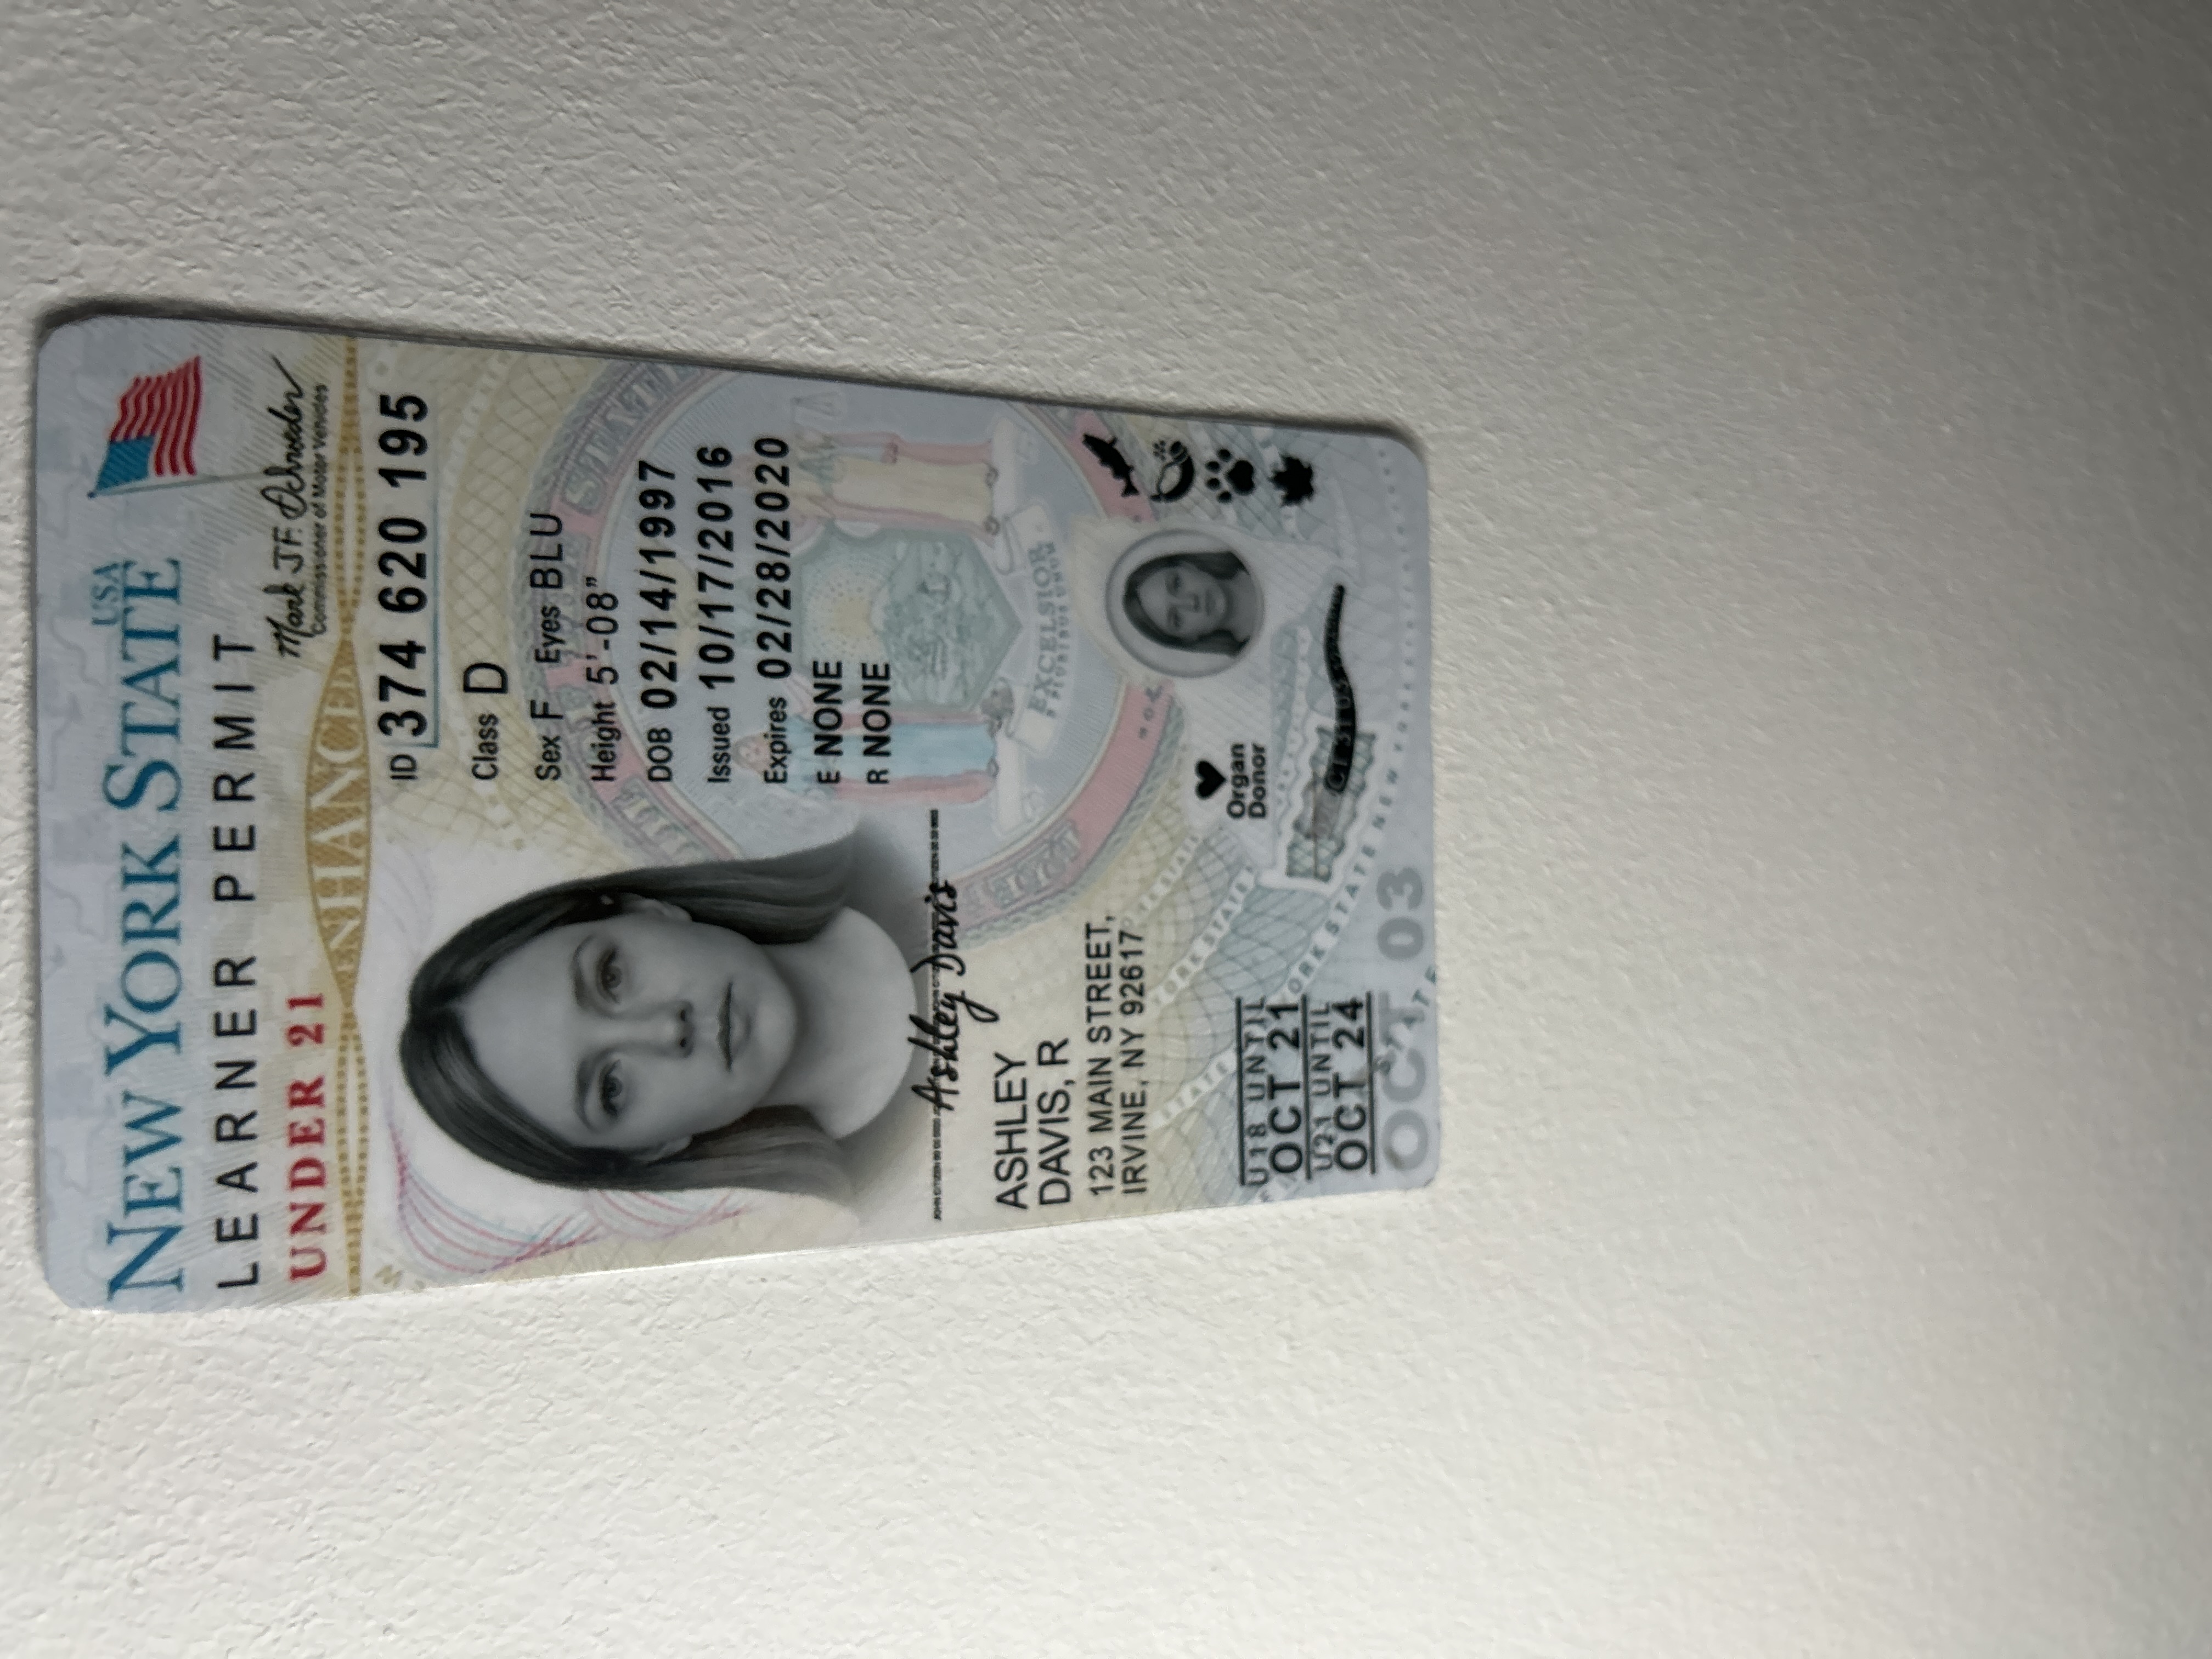 NEW YORK STATE USA
LEARNER PERMIT
UNDER 21
Mark J.F. Schroeder
Commissioner of Motor Vehicles
ENHANCED
ID 374 620 195
Class D
Sex F Eyes BLU
Height 5'-08"
DOB 02/14/1997
Issued 10/17/2016
Expires 02/28/2020
E NONE
R NONE
Ashley Davis
ASHLEY
DAVIS, R
123 MAIN STREET,
IRVINE, NY 92617
EXCELSIOR
E PLURIBUS UNUM
Organ
Donor
U18 UNTIL
OCT 21
U21 UNTIL
OCT 24
OCT 03
STATE